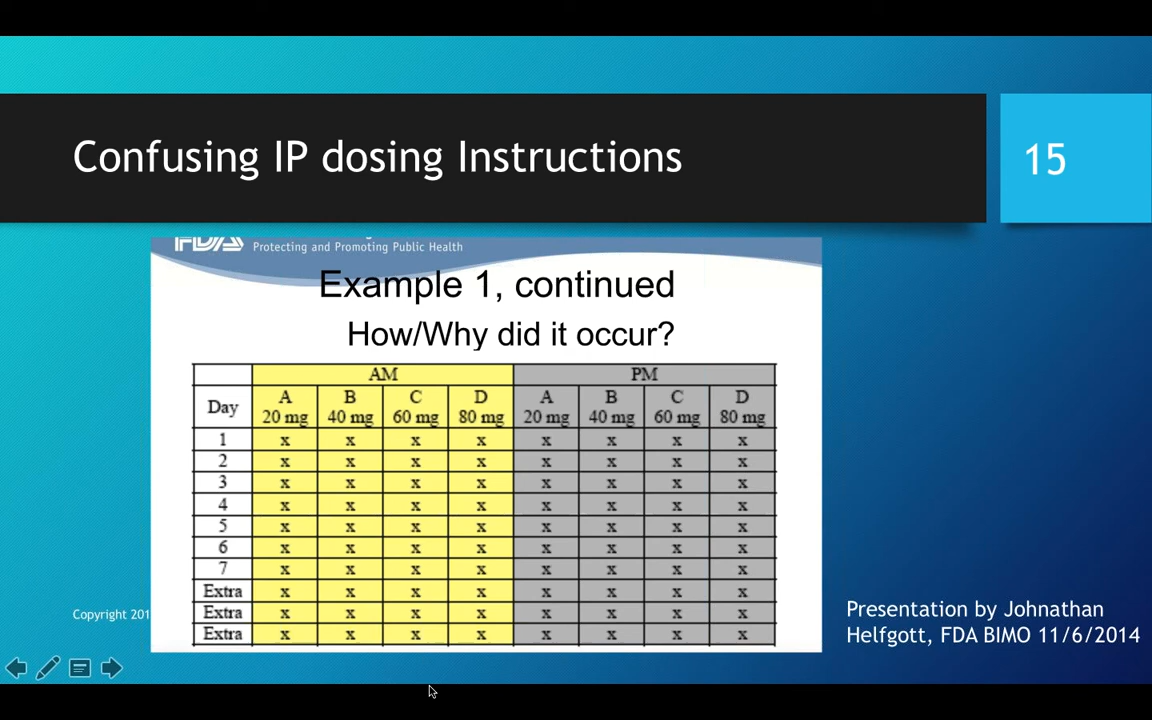 Confusing IP dosing Instructions
15
FDA
Protecting and Promoting Public Health
Example 1, continued
How/Why did it occur?
AM PM
Day A 20 mg B 40 mg C 60 mg D 80 mg A 20 mg B 40 mg C 60 mg D 80 mg
1 x x x x x x x x
2 x x x x x x x x
3 x x x x x x x x
4 x x x x x x x x
5 x x x x x x x x
6 x x x x x x x x
7 x x x x x x x x
Extra x x x x x x x x
Extra x x x x x x x x
Extra x x x x x x x x
Copyright 201
Presentation by Johnathan
Helfgott, FDA BIMO 11/6/2014